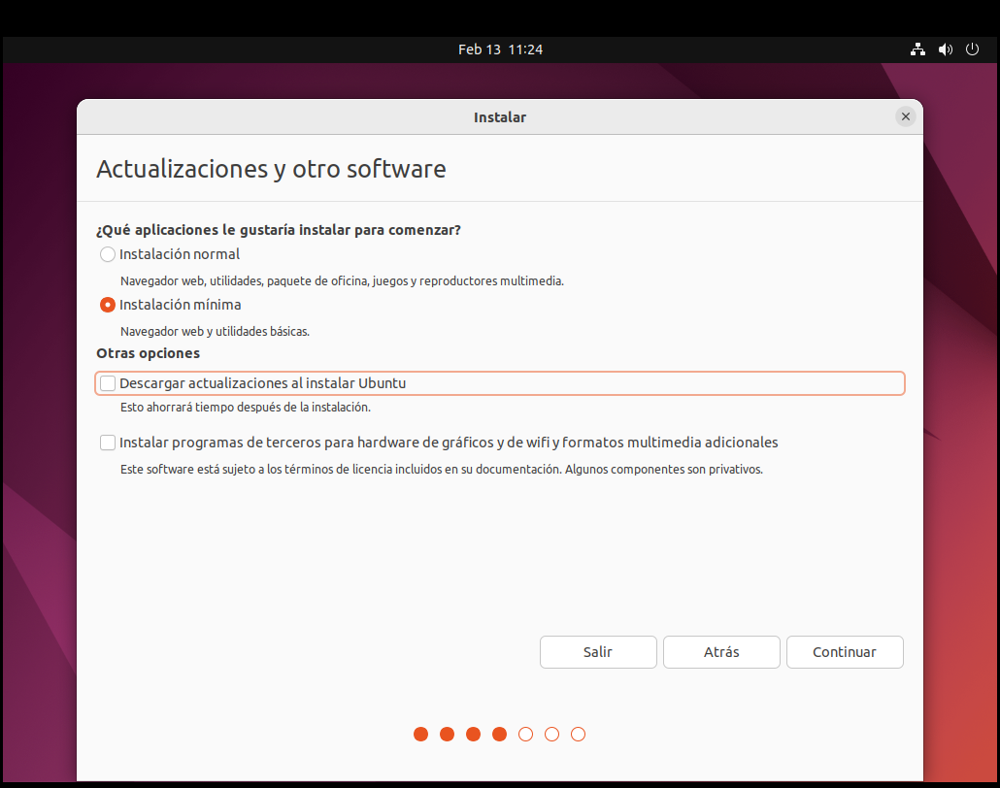 Feb 13 11:24
Instalar
Actualizaciones y otro software
¿Qué aplicaciones le gustaría instalar para comenzar?
Instalación normal
Navegador web, utilidades, paquete de oficina, juegos y reproductores multimedia.
Instalación mínima
Navegador web y utilidades básicas.
Otras opciones
Descargar actualizaciones al instalar Ubuntu
Esto ahorrará tiempo después de la instalación.
Instalar programas de terceros para hardware de gráficos y de wifi y formatos multimedia adicionales
Este software está sujeto a los términos de licencia incluidos en su documentación. Algunos componentes son privativos.
Salir Atrás Continuar